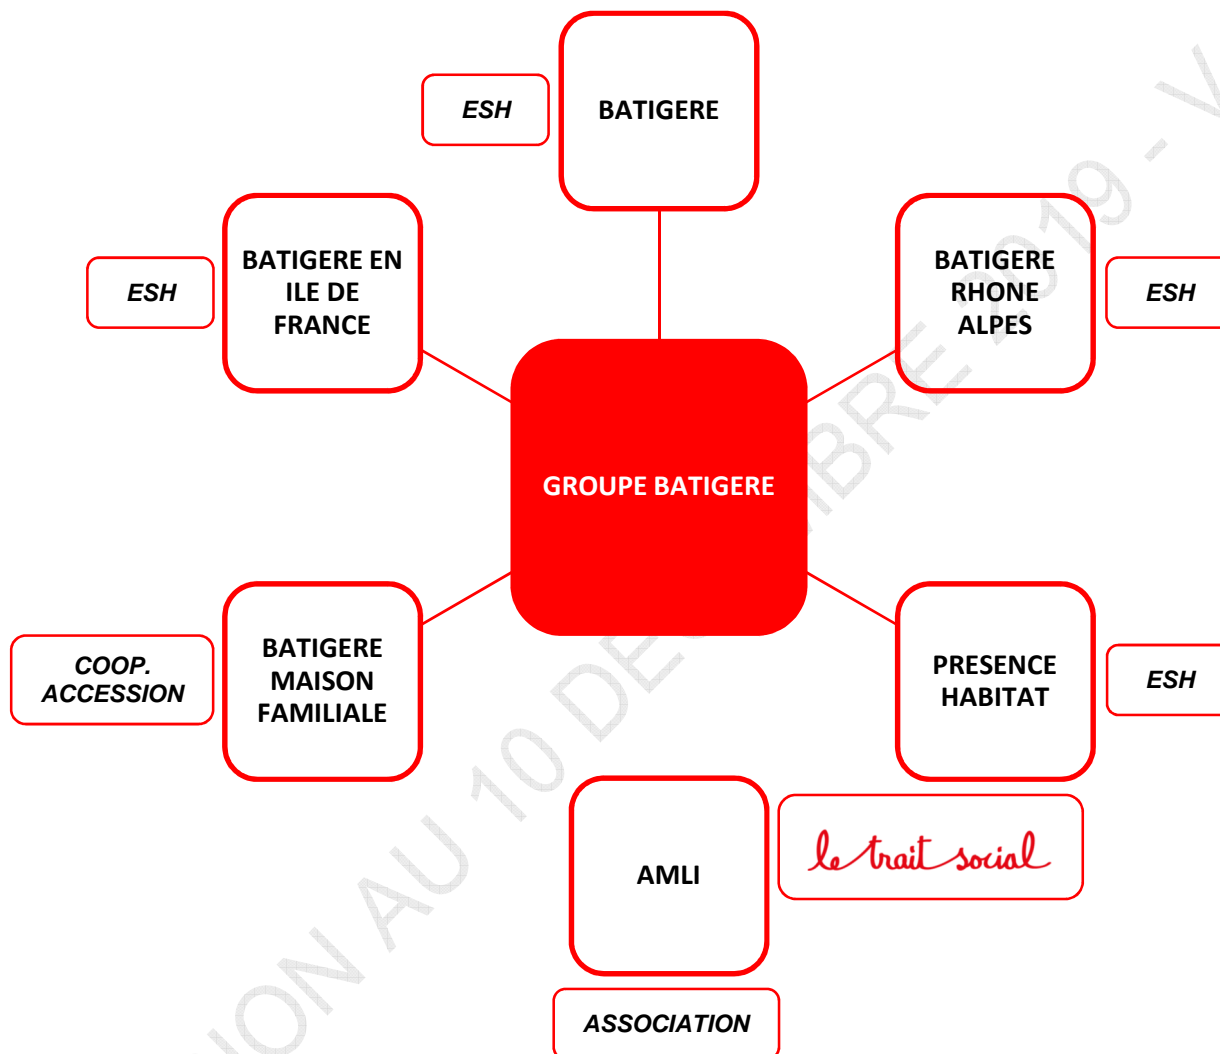 ESH
BATIGERE
ESH
BATIGERE EN
ILE DE
FRANCE
BATIGERE
RHONE
ALPES
ESH
GROUPE BATIGERE
COOP.
ACCESSION
BATIGERE
MAISON
FAMILIALE
PRESENCE
HABITAT
ESH
AMLI
le trait social
ASSOCIATION